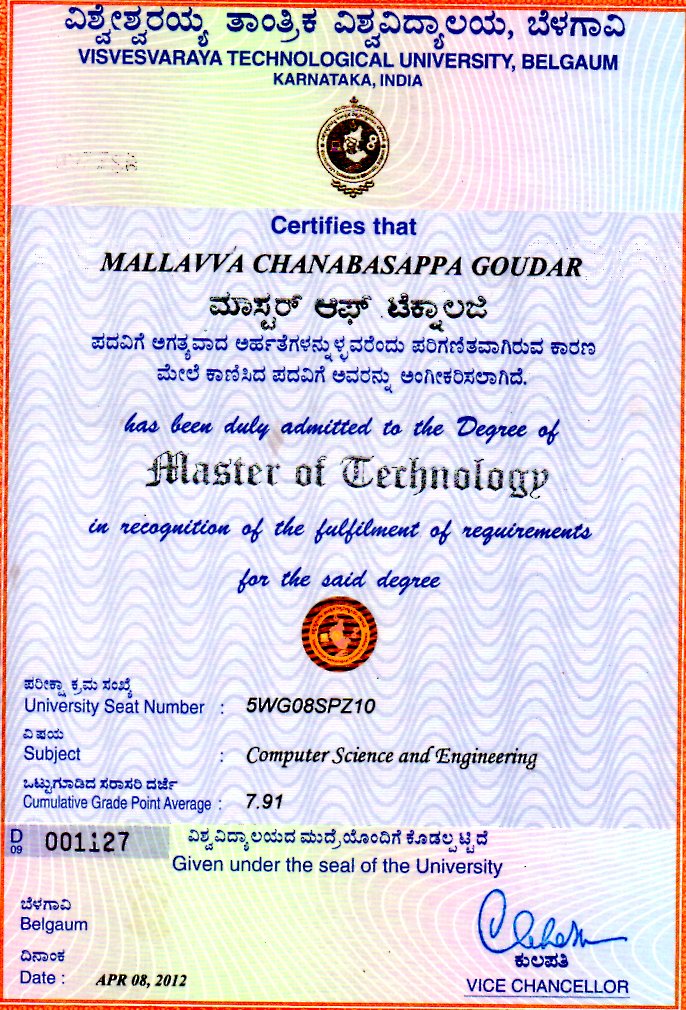 ವಿಶ್ವೇಶ್ವರಯ್ಯ ತಾಂತ್ರಿಕ ವಿಶ್ವವಿದ್ಯಾಲಯ, ಬೆಳಗಾವಿ
VISVESVARAYA TECHNOLOGICAL UNIVERSITY, BELGAUM
KARNATAKA, INDIA
Certifies that
MALLAVVA CHANABASAPPA GOUDAR
ಮಾಸ್ಟರ್ ಆಫ್ ಟೆಕ್ನಾಲಜಿ
ಪದವಿಗೆ ಅಗತ್ಯವಾದ ಅರ್ಹತೆಗಳನ್ನುಳ್ಳವರೆಂದು ಪರಿಗಣಿತವಾಗಿರುವ ಕಾರಣ
ಮೇಲೆ ಕಾಣಿಸಿದ ಪದವಿಗೆ ಅವರನ್ನು ಅಂಗೀಕರಿಸಲಾಗಿದೆ.
has been duly admitted to the Degree of
Master of Technology
in recognition of the fulfilment of requirements
for the said degree
ಪರೀಕ್ಷಾ ಕ್ರಮ ಸಂಖ್ಯೆ
University Seat Number : 5WG08SPZ10
ವಿಷಯ
Subject : Computer Science and Engineering
ಒಟ್ಟುಗೂಡಿದ ಸರಾಸರಿ ದರ್ಜೆ
Cumulative Grade Point Average : 7.91
D 09 001127
ವಿಶ್ವವಿದ್ಯಾಲಯದ ಮುದ್ರೆಯೊಂದಿಗೆ ಕೊಡಲ್ಪಟ್ಟಿದೆ
Given under the seal of the University
ಬೆಳಗಾವಿ
Belgaum
ದಿನಾಂಕ
Date : APR 08, 2012
ಕುಲಪತಿ
VICE CHANCELLOR